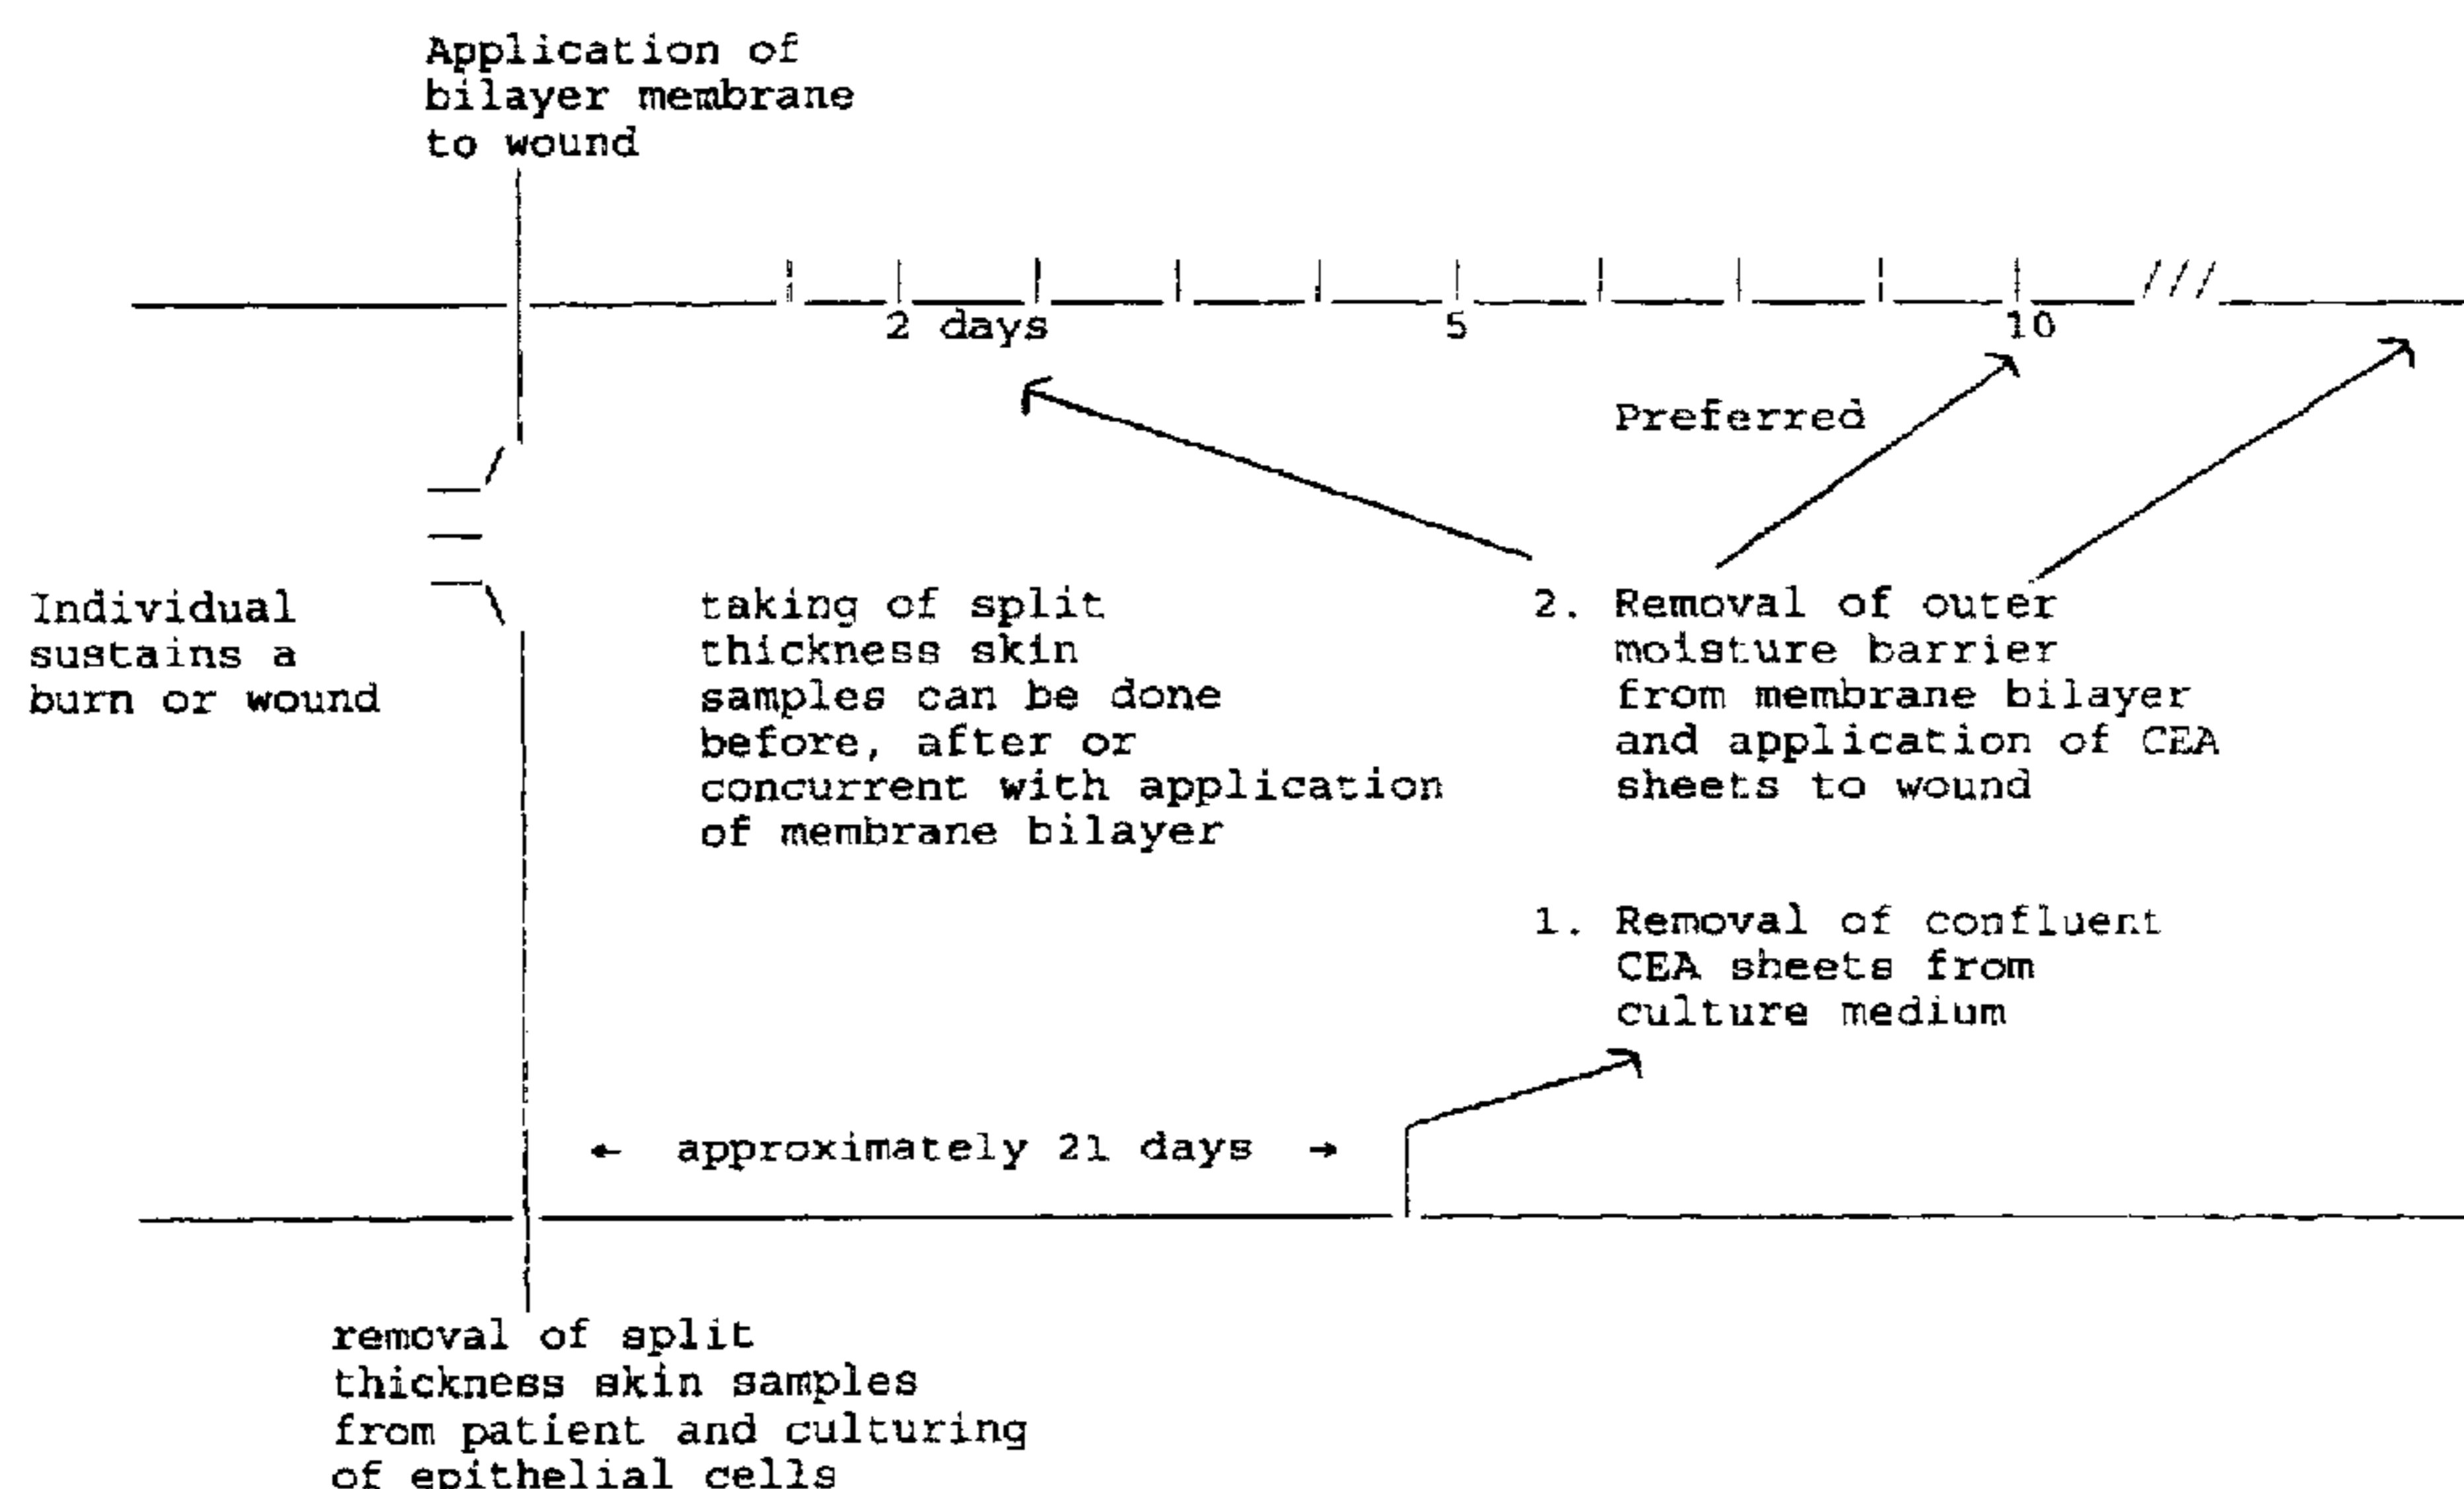 Application of
bilayer membrane
to wound
2 days
5
10
Preferred
Individual
sustains a
burn or wound
taking of split
thickness skin
samples can be done
before, after or
concurrent with application
of membrane bilayer
2. Removal of outer
moisture barrier
from membrane bilayer
and application of CEA
sheets to wound
1. Removal of confluent
CEA sheets from
culture medium
← approximately 21 days →
removal of split
thickness skin samples
from patient and culturing
of epithelial cells